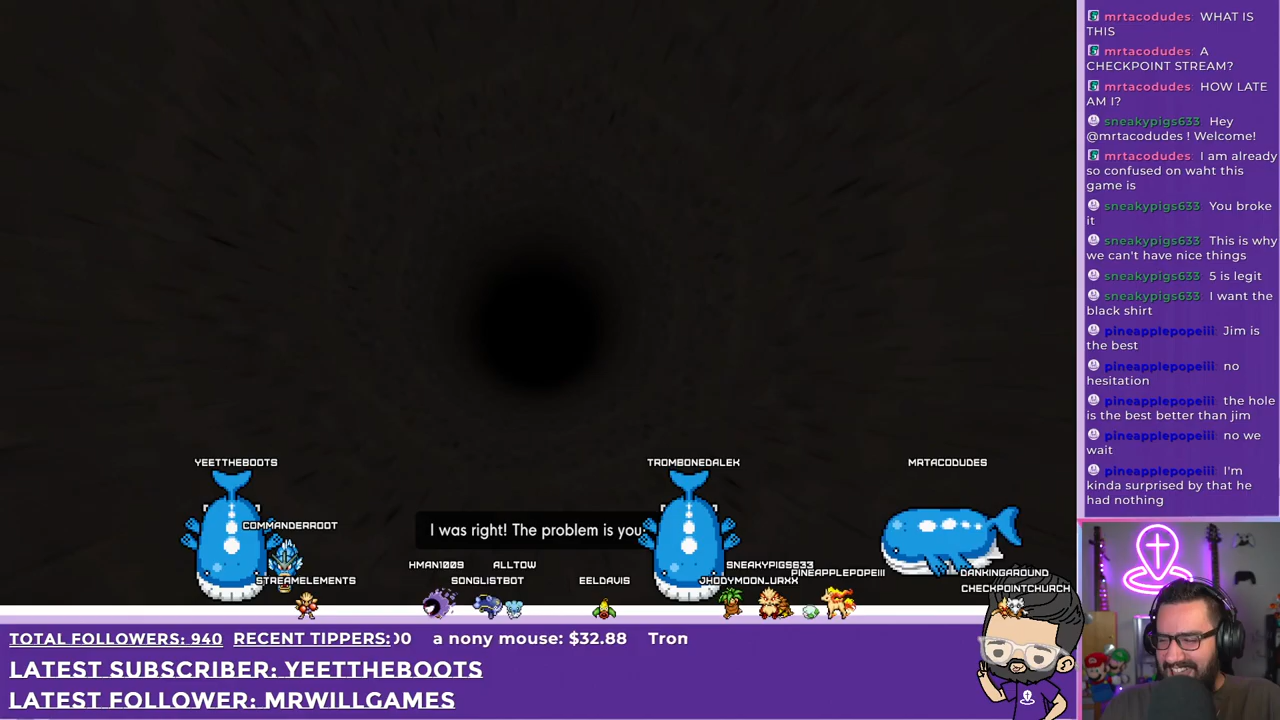 mrtacodudes: WHAT IS
THIS
mrtacodudes: A
CHECKPOINT STREAM?
mrtacodudes: HOW LATE
AM I?
sneakypigs633: Hey
@mrtacodudes ! Welcome!
mrtacodudes: I am already
so confused on waht this
game is
sneakypigs633: You broke
it
sneakypigs633: This is why
we can't have nice things
sneakypigs633: 5 is legit
sneakypigs633: I want the
black shirt
pineapplepopeiii: Jim is
the best
pineapplepopeiii: no
hesitation
pineapplepopeiii: the hole
is the best better than jim
pineapplepopeiii: no we
wait
pineapplepopeiii: I'm
kinda surprised by that he
had nothing
YEETTHEBOOTS
TROMBONEDALEK
MRTACODUDES
COMMANDERROOT
I was right! The problem is you
STREAMELEMENTS
HMAN1009
ALLTOW
SONGLISTBOT
EELDAVIS
SNEAKYPIGS633
JHODYMOON_URXX
PINEAPPLEPOPEIII
DANKINGAROUND
CHECKPOINTCHURCH
TOTAL FOLLOWERS: 940 RECENT TIPPERS: 00 a nony mouse: $32.88 Tron
LATEST SUBSCRIBER: YEETTHEBOOTS
LATEST FOLLOWER: MRWILLGAMES